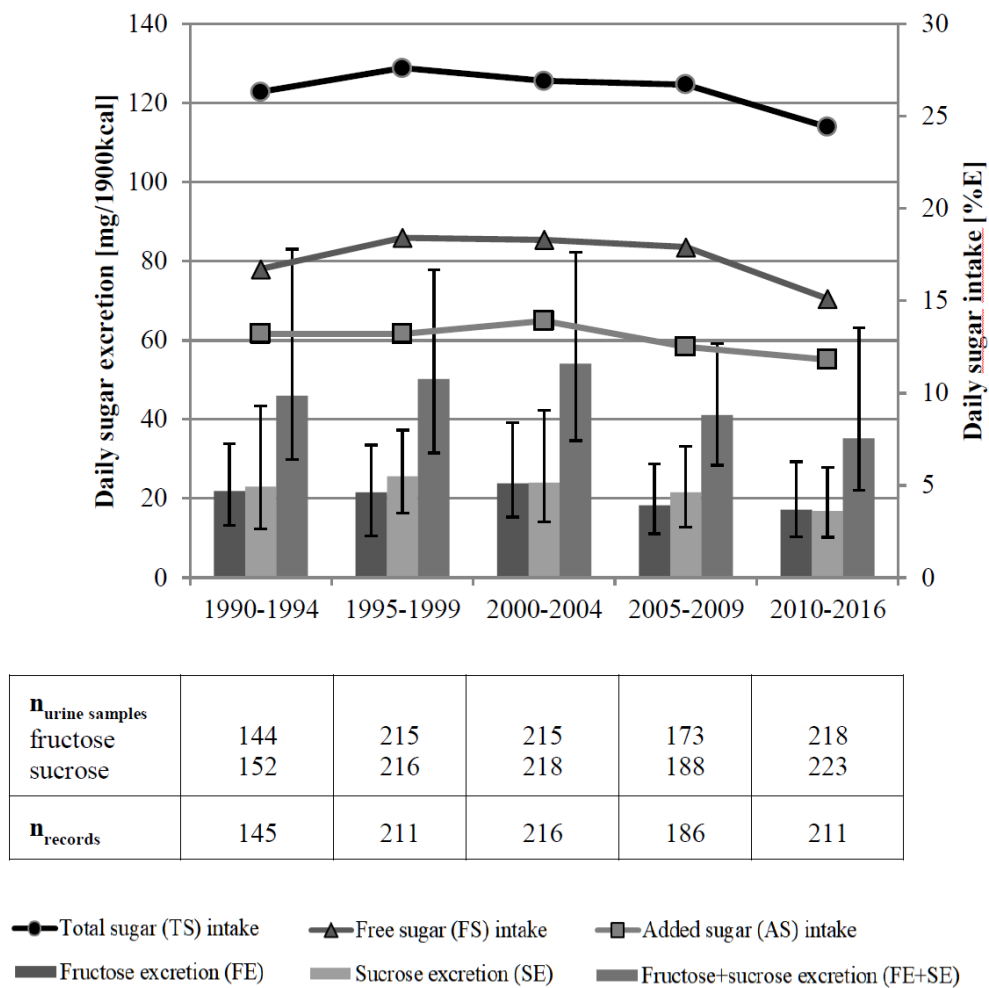 140
120
100
80
60
40
20
0
Daily sugar excretion [mg/1900kcal]
30
25
20
15
10
5
0
Daily sugar intake [%E]
1990-1994 1995-1999 2000-2004 2005-2009 2010-2016
n urine samples
fructose 144 215 215 173 218
sucrose 152 216 218 188 223
n records 145 211 216 186 211
Total sugar (TS) intake Free sugar (FS) intake Added sugar (AS) intake
Fructose excretion (FE) Sucrose excretion (SE) Fructose+sucrose excretion (FE+SE)